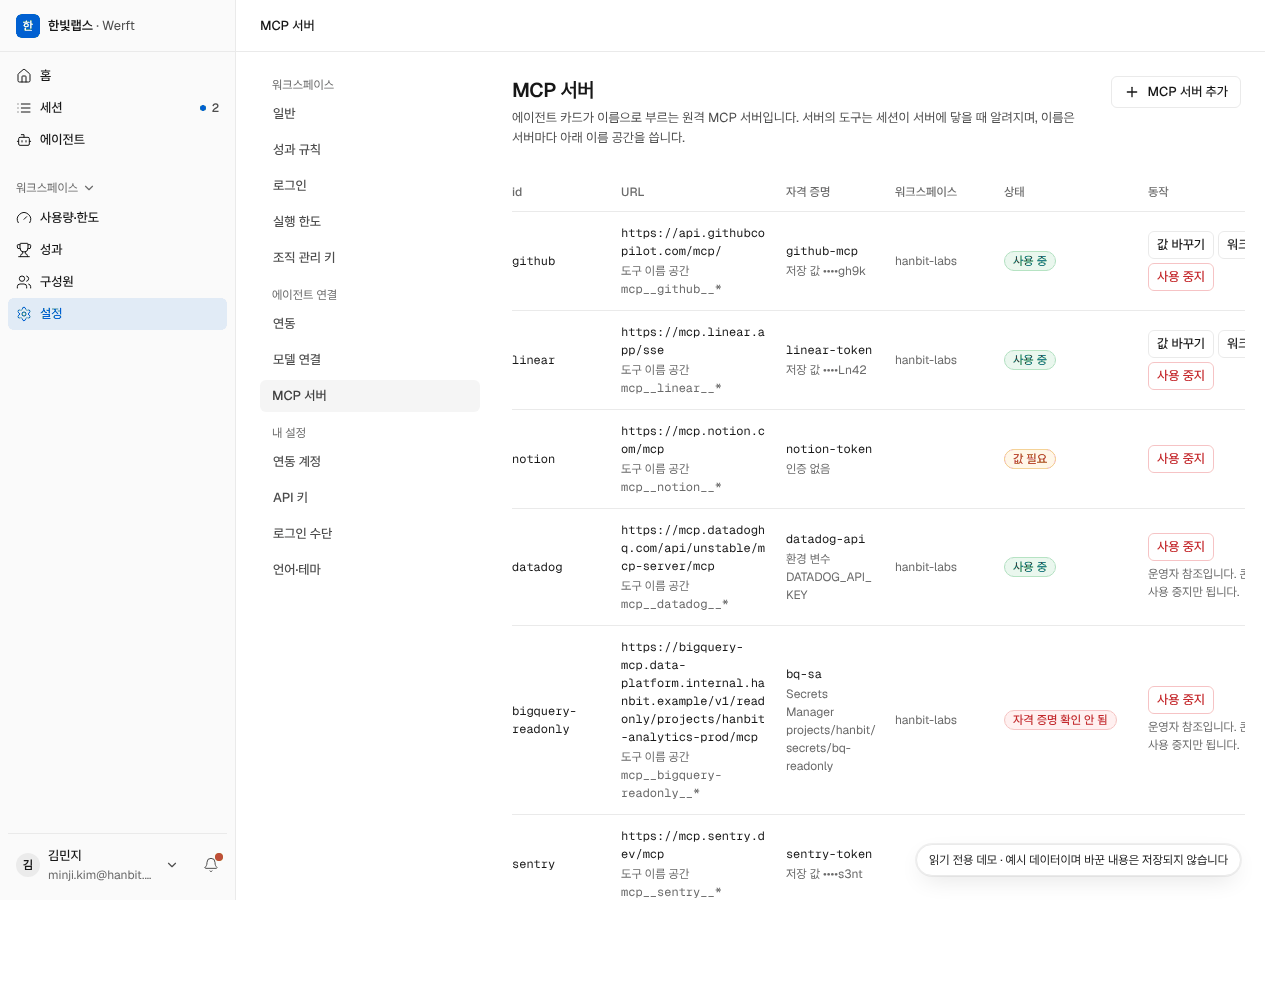 한 한빛랩스 · Werft
홈
세션 2
에이전트
워크스페이스
사용량·한도
성과
구성원
설정
김 김민지
minji.kim@hanbit....
MCP 서버
워크스페이스
일반
성과 규칙
로그인
실행 한도
조직 관리 키
에이전트 연결
연동
모델 연결
MCP 서버
내 설정
연동 계정
API 키
로그인 수단
언어·테마
MCP 서버
MCP 서버 추가
에이전트 카드가 이름으로 부르는 원격 MCP 서버입니다. 서버의 도구는 세션이 서버에 닿을 때 알려지며, 이름은
서버마다 아래 이름 공간을 씁니다.
id URL 자격 증명 워크스페이스 상태 동작
github
https://api.githubco
pilot.com/mcp/
도구 이름 공간
mcp__github__*
github-mcp
저장 값 ••••gh9k
hanbit-labs
사용 중
값 바꾸기
사용 중지
linear
https://mcp.linear.a
pp/sse
도구 이름 공간
mcp__linear__*
linear-token
저장 값 ••••Ln42
hanbit-labs
사용 중
값 바꾸기
사용 중지
notion
https://mcp.notion.c
om/mcp
도구 이름 공간
mcp__notion__*
notion-token
인증 없음
값 필요
사용 중지
datadog
https://mcp.datadogh
q.com/api/unstable/m
cp-server/mcp
도구 이름 공간
mcp__datadog__*
datadog-api
환경 변수
DATADOG_API_
KEY
hanbit-labs
사용 중
사용 중지
운영자 참조입니다.
사용 중지만 됩니다.
bigquery-
readonly
https://bigquery-
mcp.data-
platform.internal.ha
nbit.example/v1/read
only/projects/hanbit
-analytics-prod/mcp
도구 이름 공간
mcp__bigquery-
readonly__*
bq-sa
Secrets
Manager
projects/hanbit/
secrets/bq-
readonly
hanbit-labs
자격 증명 확인 안 됨
사용 중지
운영자 참조입니다.
사용 중지만 됩니다.
sentry
https://mcp.sentry.d
ev/mcp
도구 이름 공간
mcp__sentry__*
sentry-token
저장 값 ••••s3nt
읽기 전용 데모 · 예시 데이터이며 바꾼 내용은 저장되지 않습니다